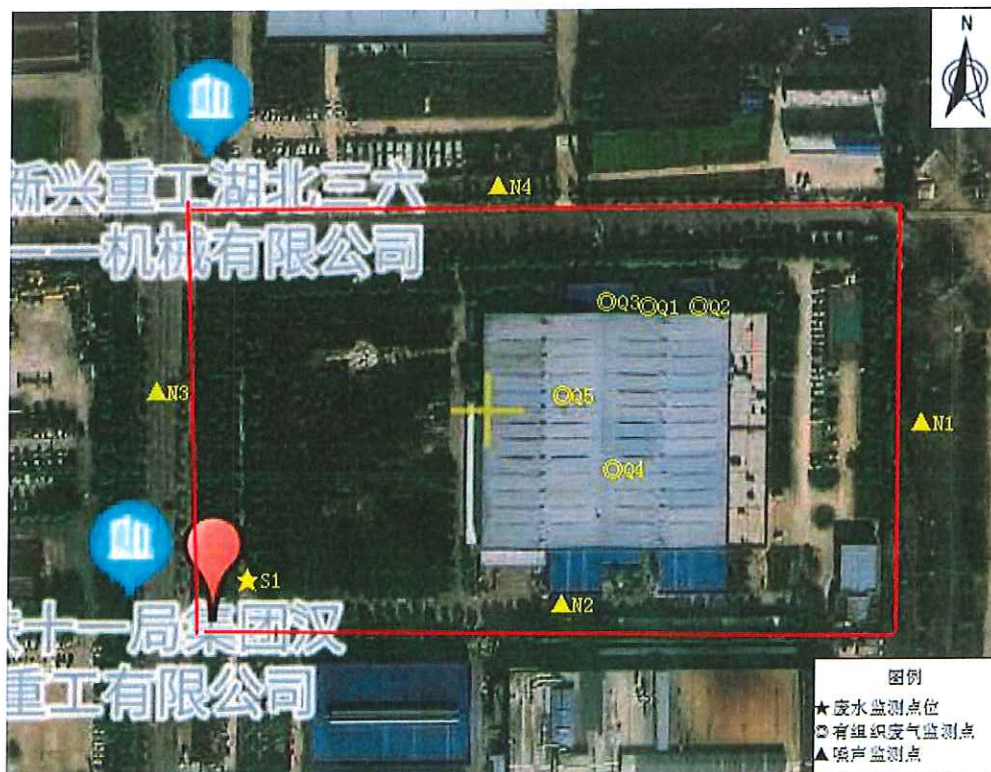 N
N4
新兴重工湖北三六
一一机械有限公司
Q3
Q1
Q2
N3
Q5
N1
Q4
S1
N2
铁十一局集团汉
重工有限公司
图例
★废水监测点位
◎有组织废气监测点
▲噪声监测点